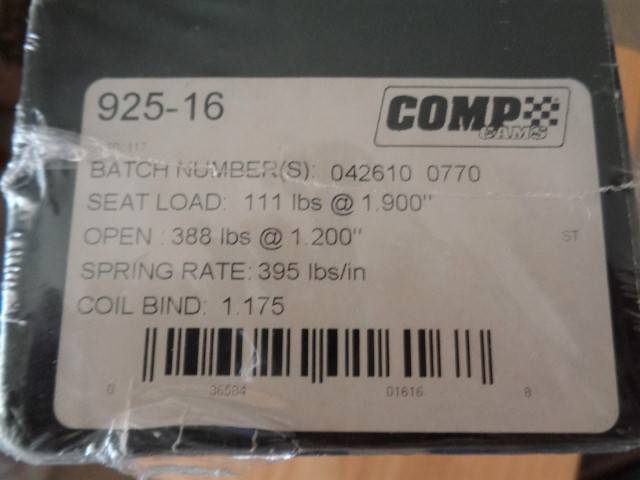 925-16
COMP
CAMS
BATCH NUMBER(S): 042610 0770
SEAT LOAD: 111 lbs @ 1.900"
OPEN : 388 lbs @ 1.200"
ST
SPRING RATE: 395 lbs/in
COIL BIND: 1.175
0 36584 01616 8